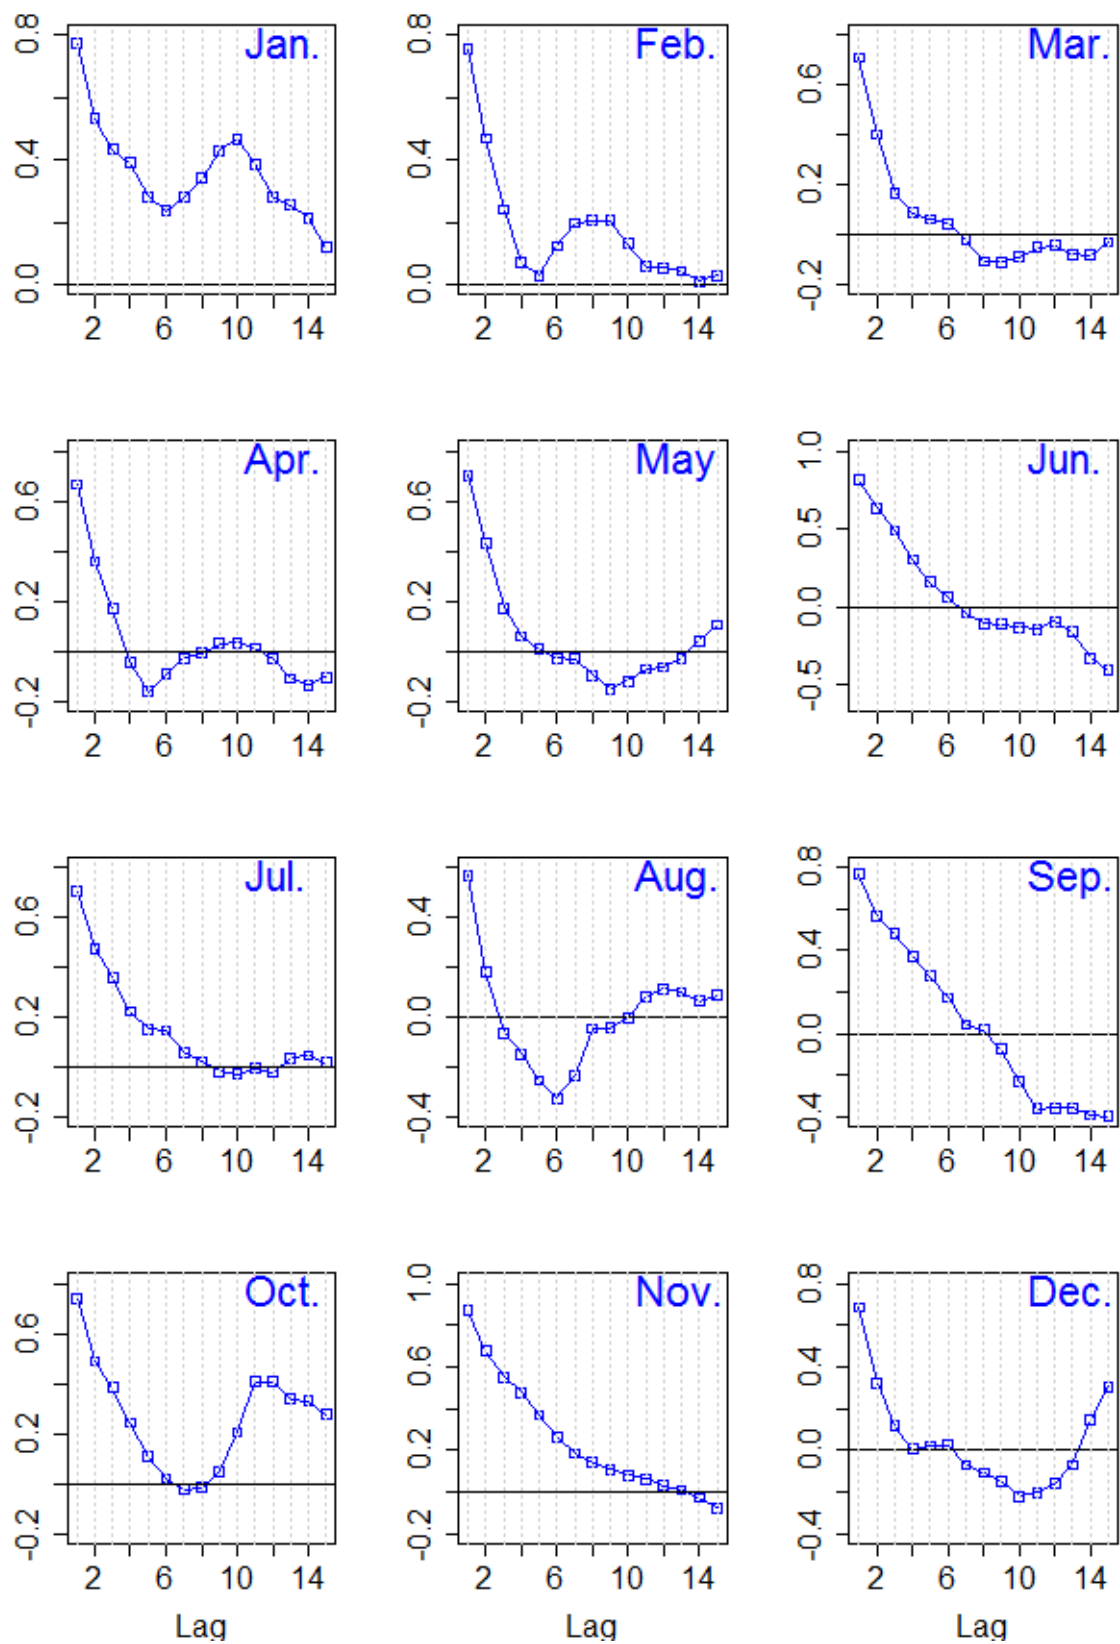 Jan. Feb. Mar.
0.0 0.4 0.8
0.0 0.4 0.8
-0.2 0.2 0.6
2 6 10 14
2 6 10 14
2 6 10 14
Apr. May Jun.
-0.2 0.2 0.6
-0.2 0.2 0.6
-0.5 0.0 0.5 1.0
2 6 10 14
2 6 10 14
2 6 10 14
Jul. Aug. Sep.
-0.2 0.2 0.6
-0.4 0.0 0.4
-0.4 0.0 0.4 0.8
2 6 10 14
2 6 10 14
2 6 10 14
Oct. Nov. Dec.
-0.2 0.2 0.6
-0.2 0.2 0.6 1.0
-0.4 0.0 0.4 0.8
2 6 10 14
2 6 10 14
2 6 10 14
Lag Lag Lag